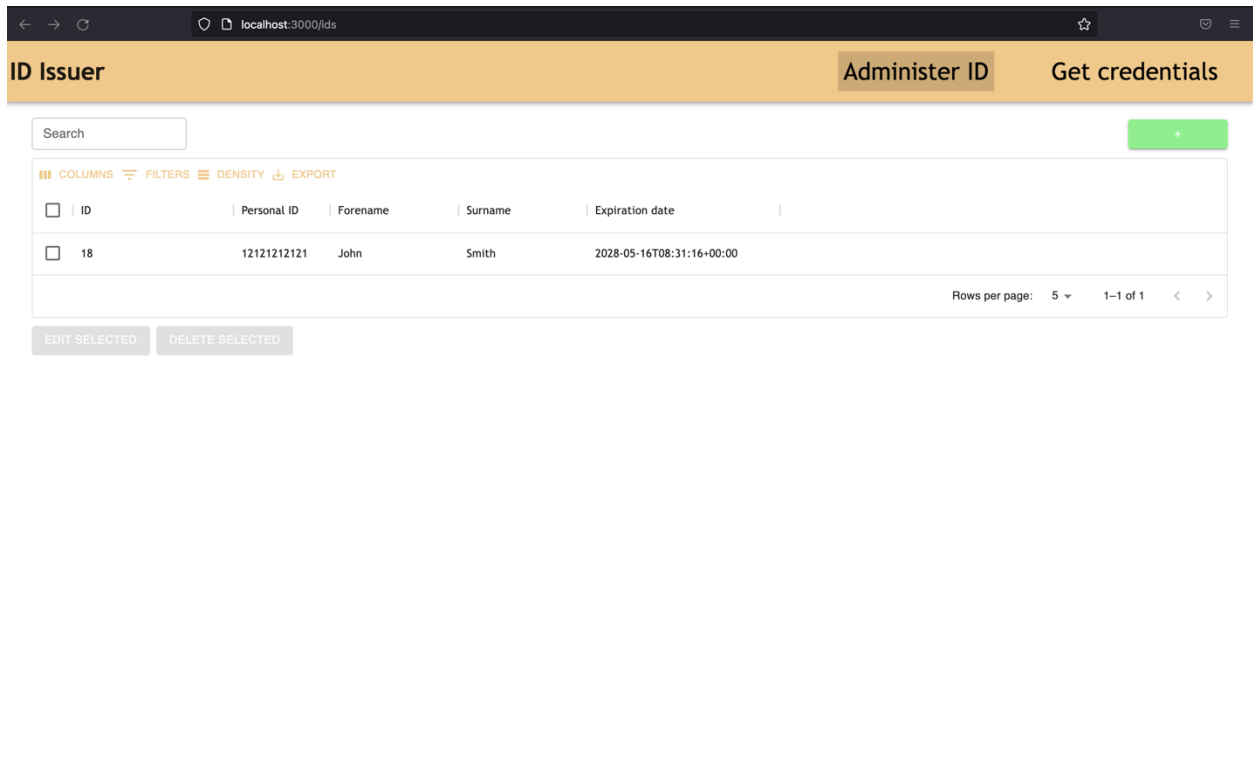 localhost:3000/ids
ID Issuer Administer ID Get credentials
Search +
COLUMNS FILTERS DENSITY EXPORT
ID Personal ID Forename Surname Expiration date
18 12121212121 John Smith 2028-05-16T08:31:16+00:00
Rows per page: 5 1–1 of 1
EDIT SELECTED DELETE SELECTED